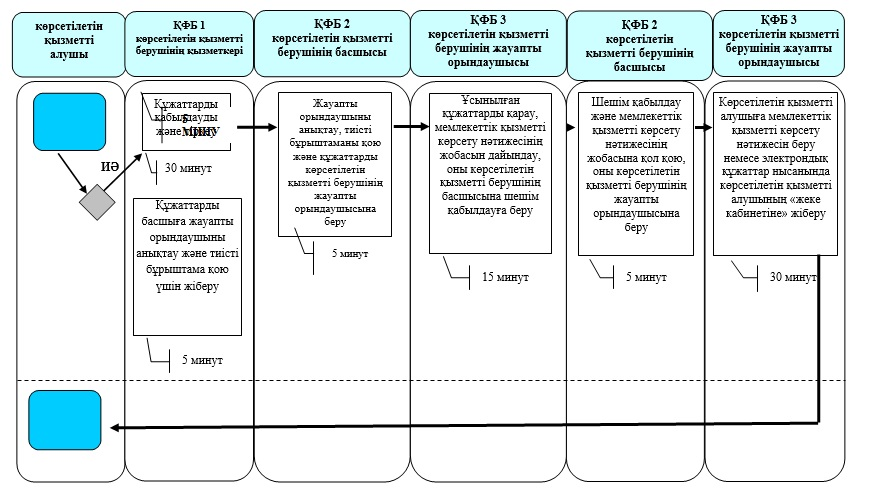 көрсетілетін
қызметті
алушы
ҚФБ 1
көрсетілетін қызметті
берушінің қызметкері
ҚФБ 2
көрсетілетін қызметті
берушінің басшысы
ҚФБ 3
көрсетілетін қызметті
берушінің жауапты
орындаушысы
ҚФБ 2
көрсетілетін
қызметті берушінің
басшысы
ҚФБ 3
көрсетілетін қызметті
берушінің жауапты
орындаушысы
ИӘ
Құжаттарды
қабылдауды
және
30 минут
Құжаттарды
басшыға жауапты
орындаушыны
анықтау және тиісті
бұрыштама қою
үшін жіберу
5 минут
Жауапты
орындаушыны
анықтау, тиісті
бұрыштаманы қою
және құжаттарды
көрсетілетін
қызметті берушінің
жауапты
орындаушысына
беру
5 минут
Ұсынылған
құжаттарды қарау,
мемлекеттік қызметті
көрсету нәтижесінің
жобасын дайындау,
оны көрсетілетін
қызметті берушінің
басшысына шешім
қабылдауға беру
15 минут
Шешім қабылдау
және мемлекеттік
қызметті көрсету
нәтижесінің
жобасына қол қою,
оны көрсетілетін
қызметті берушінің
жауапты
орындаушысына
беру
5 минут
Көрсетілетін қызметті
алушыға мемлекеттік
қызметті көрсету
нәтижесін беру
немесе электрондық
құжаттар нысанында
көрсетілетін қызметті
алушының «жеке
кабинетіне» жіберу
30 минут